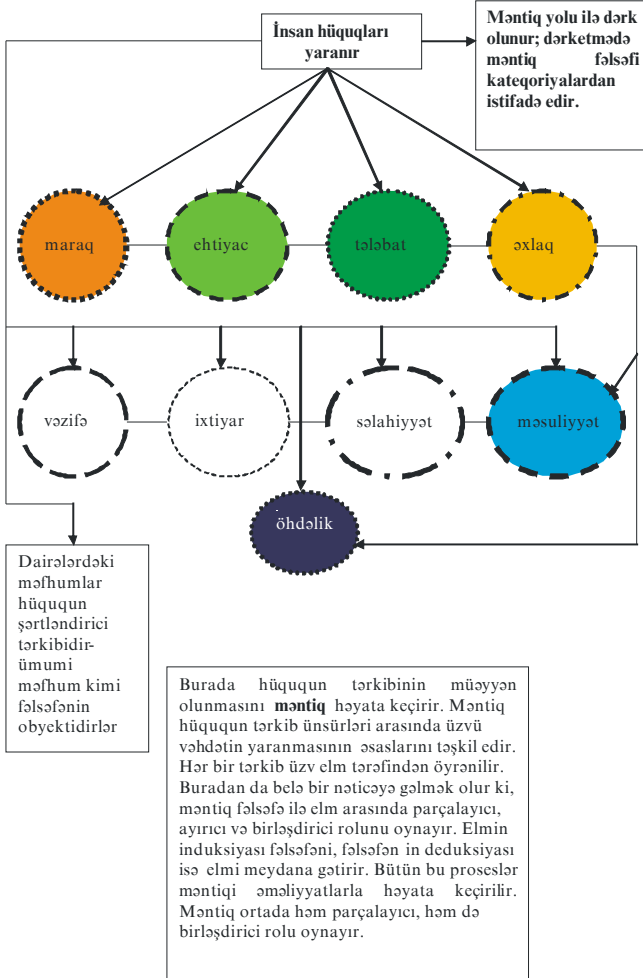 İnsan hüquqları
yaranır
Məntiq yolu ilə dərk
olunur; dərketmədə
məntiq fəlsəfi
kateqoriyalardan
istifadə edir.
maraq
ehtiyac
tələbat
əxlaq
vəzifə
ixtiyar
səlahiyyət
məsuliyyət
öhdəlik
Dairələrdəki
məfhumlar
hüququn
şərtləndirici
tərkibidir-
ümumi
məfhum kimi
fəlsəfənin
obyektidirlər
Burada hüququn tərkibinin müəyyən
olunmasını məntiq həyata keçirir. Məntiq
hüququn tərkib ünsürləri arasında üzvü
vəhdətin yaranmasının əsaslarını təşkil edir.
Hər bir tərkib üzv elm tərəfindən öyrənilir.
Buradan da belə bir nəticəyə gəlmək olur ki,
məntiq fəlsəfə ilə elm arasında parçalayıcı,
ayırıcı və birləşdirici rolunu oynayır. Elmin
induksiyası fəlsəfəni, fəlsəfən in deduksiyası
isə elmi meydana gətirir. Bütün bu proseslər
məntiqi əməliyyatlarla həyata keçirilir.
Məntiq ortada həm parçalayıcı, həm də
birləşdirici rolu oynayır.